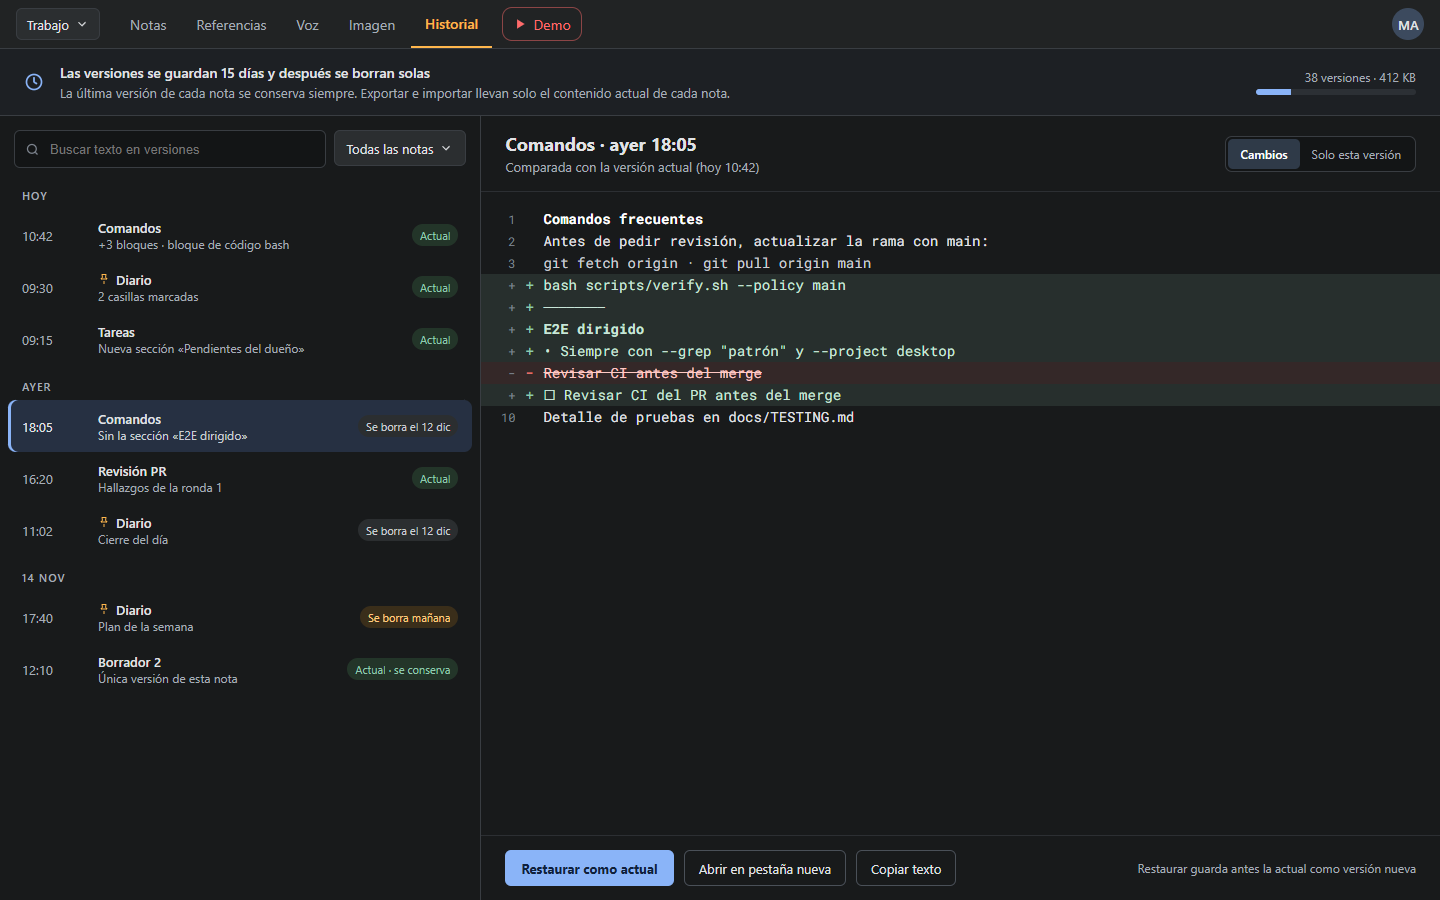 Trabajo
Notas
Referencias
Voz
Imagen
Historial
Demo
MA
Las versiones se guardan 15 días y después se borran solas
La última versión de cada nota se conserva siempre. Exportar e importar llevan solo el contenido actual de cada nota.
38 versiones · 412 KB
Buscar texto en versiones
Todas las notas
HOY
10:42
Comandos
+3 bloques · bloque de código bash
Actual
09:30
Diario
2 casillas marcadas
Actual
09:15
Tareas
Nueva sección «Pendientes del dueño»
Actual
AYER
18:05
Comandos
Sin la sección «E2E dirigido»
Se borra el 12 dic
16:20
Revisión PR
Hallazgos de la ronda 1
Actual
11:02
Diario
Cierre del día
Se borra el 12 dic
14 NOV
17:40
Diario
Plan de la semana
Se borra mañana
12:10
Borrador 2
Única versión de esta nota
Actual · se conserva
Comandos · ayer 18:05
Comparada con la versión actual (hoy 10:42)
Cambios
Solo esta versión
1 Comandos frecuentes
2 Antes de pedir revisión, actualizar la rama con main:
3 git fetch origin · git pull origin main
+ + bash scripts/verify.sh --policy main
+ + ────────
+ + E2E dirigido
+ + • Siempre con --grep "patrón" y --project desktop
- - Revisar CI antes del merge
+ + ☐ Revisar CI del PR antes del merge
10 Detalle de pruebas en docs/TESTING.md
Restaurar como actual
Abrir en pestaña nueva
Copiar texto
Restaurar guarda antes la actual como versión nueva